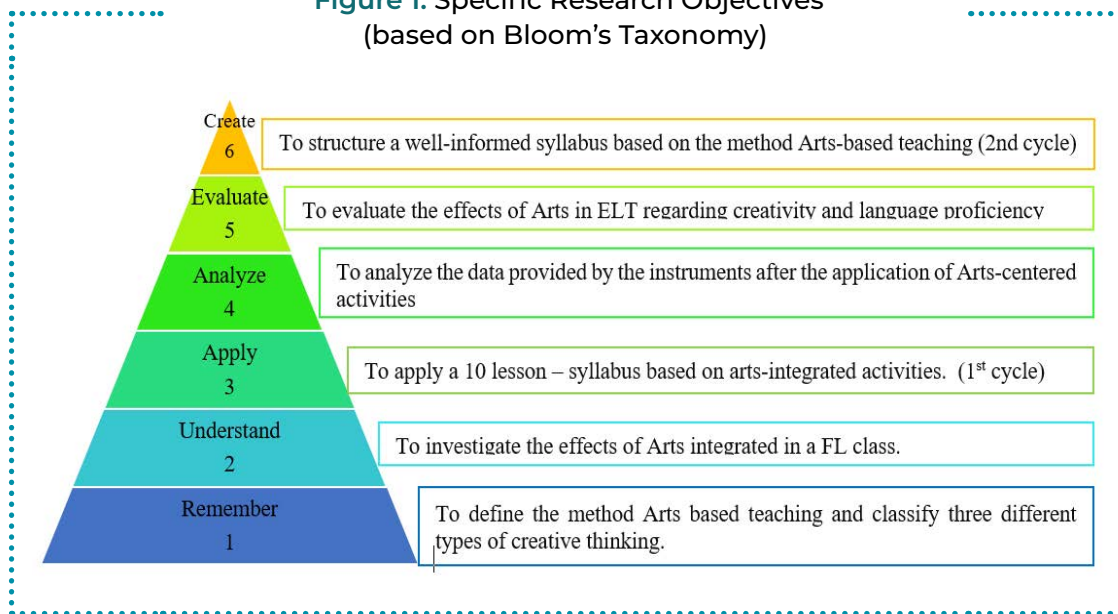 Figure 1. Specific Research Objectives
(based on Bloom's Taxonomy)
Create
6
To structure a well-informed syllabus based on the method Arts-based teaching (2nd cycle)
Evaluate
5
To evaluate the effects of Arts in ELT regarding creativity and language proficiency
Analyze
4
To analyze the data provided by the instruments after the application of Arts-centered
activities
Apply
3
To apply a 10 lesson – syllabus based on arts-integrated activities. (1st cycle)
Understand
2
To investigate the effects of Arts integrated in a FL class.
Remember
1
To define the method Arts based teaching and classify three different
types of creative thinking.